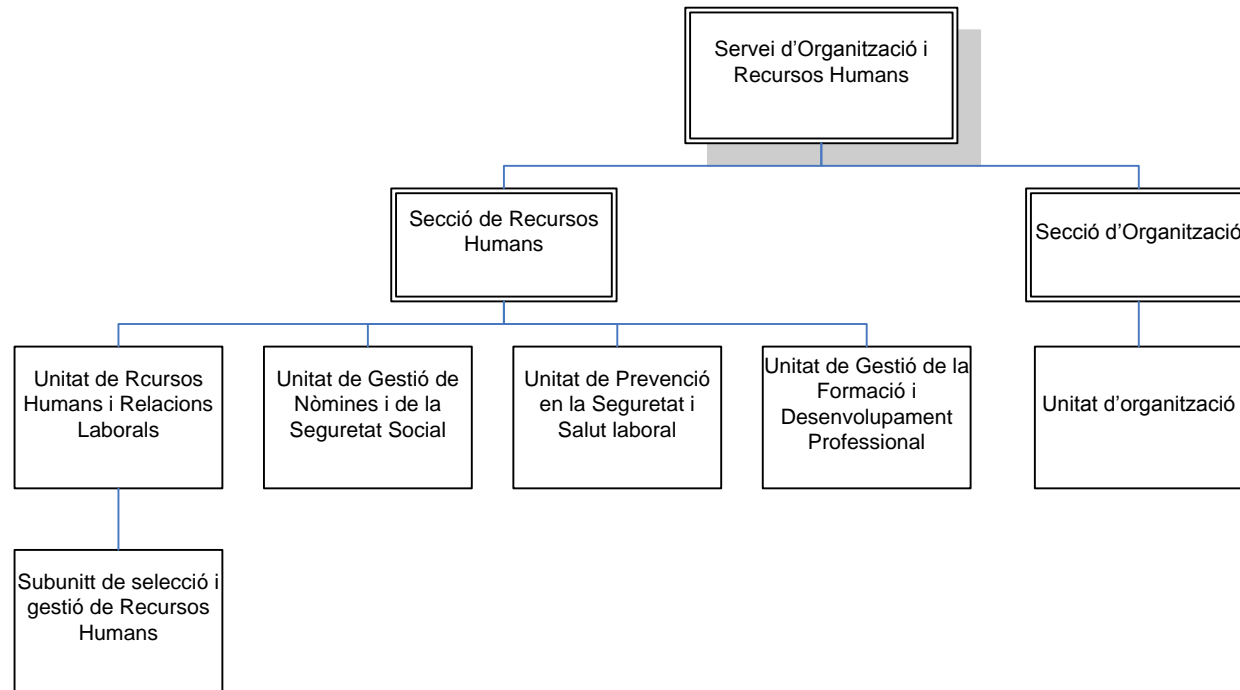 Servei d’Organització i
Recursos Humans
Secció de Recursos
Humans
Secció d’Organització
Unitat de Rcursos
Humans i Relacions
Laborals
Unitat de Gestió de
Nòmines i de la
Seguretat Social
Unitat de Prevenció
en la Seguretat i
Salut laboral
Unitat de Gestió de la
Formació i
Desenvolupament
Professional
Unitat d’organització
Subunitt de selecció i
gestió de Recursos
Humans